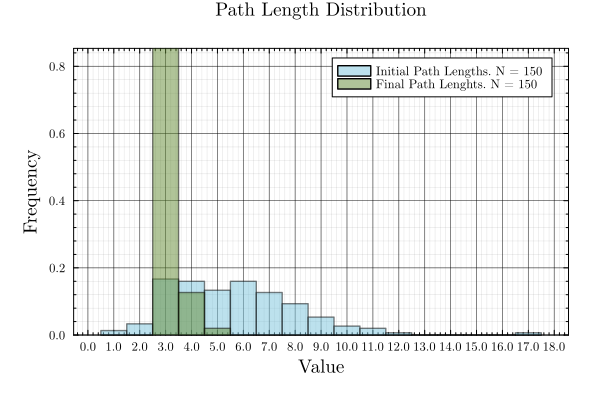 Path Length Distribution
Initial Path Lengths. N = 150
Final Path Lenghts. N = 150
Frequency
0.8
0.6
0.4
0.2
0.0
0.0 1.0 2.0 3.0 4.0 5.0 6.0 7.0 8.0 9.0 10.0 11.0 12.0 13.0 14.0 15.0 16.0 17.0 18.0
Value